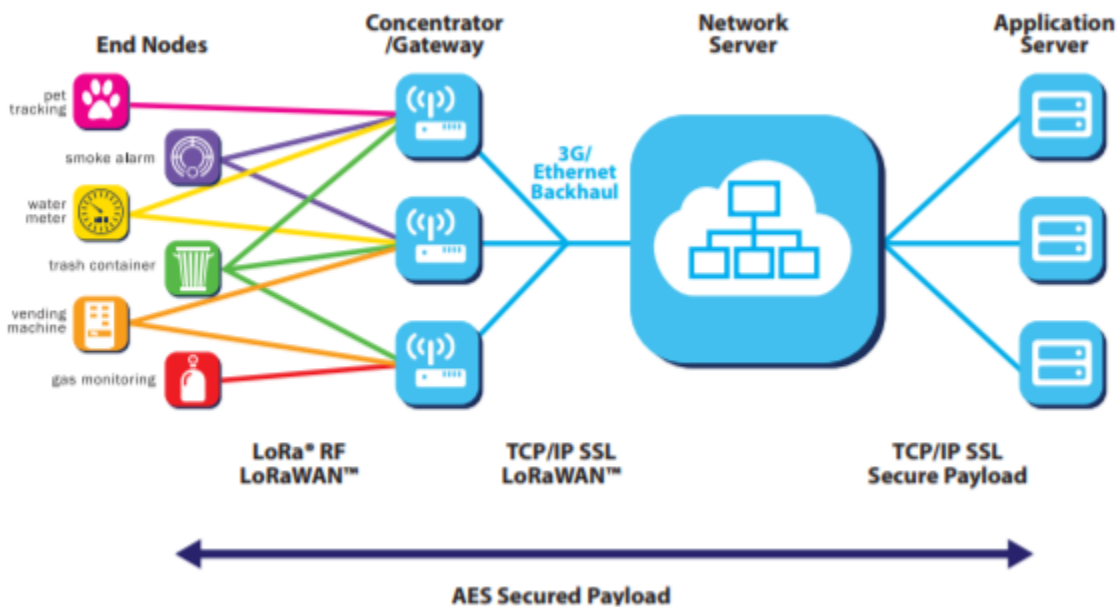 End Nodes
Concentrator
/Gateway
Network
Server
Application
Server
pet
tracking
smoke alarm
water
meter
trash container
vending
machine
gas monitoring
3G/
Ethernet
Backhaul
LoRa® RF
LoRaWAN™
TCP/IP SSL
LoRaWAN™
TCP/IP SSL
Secure Payload
AES Secured Payload